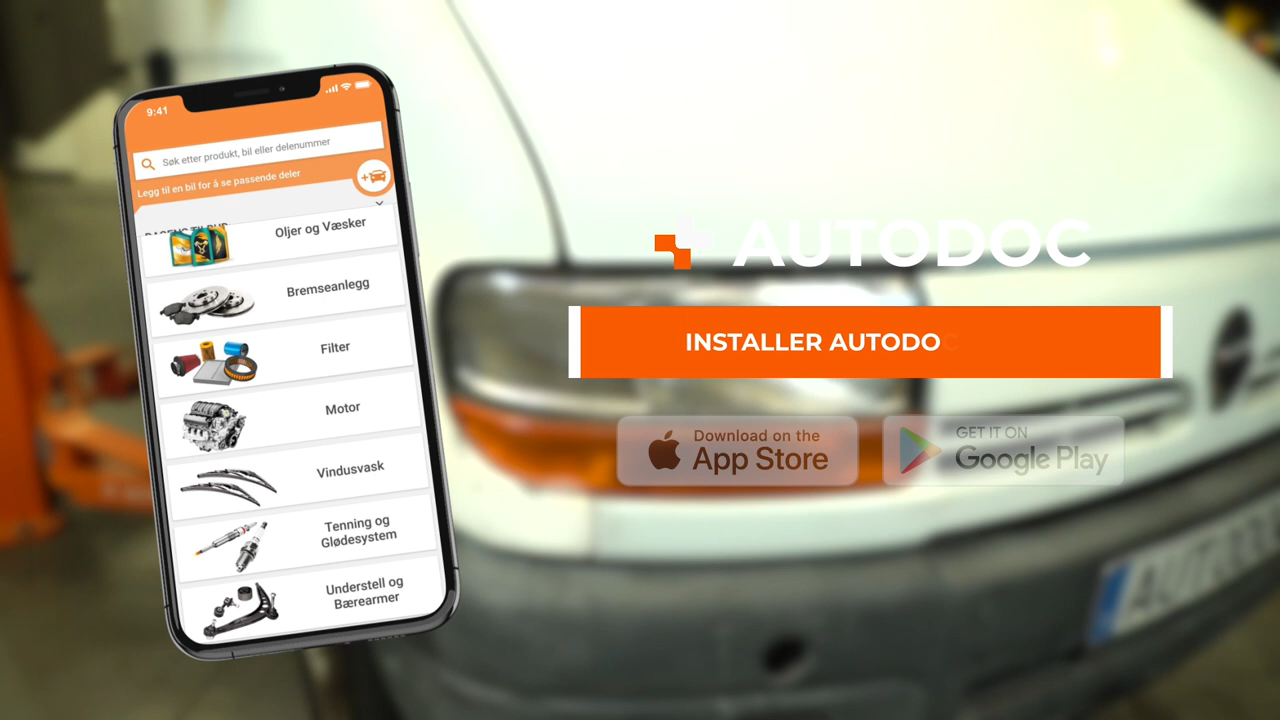 9:41
Søk etter produkt, bil eller delenummer
Legg til en bil for å se passende deler
Oljer og Væsker
Bremseanlegg
Filter
Motor
Vindusvask
Tenning og
Glødesystem
Understell og
Bærearmer
AUTODOC
INSTALLER AUTODOC
Download on the
App Store
GET IT ON
Google Play